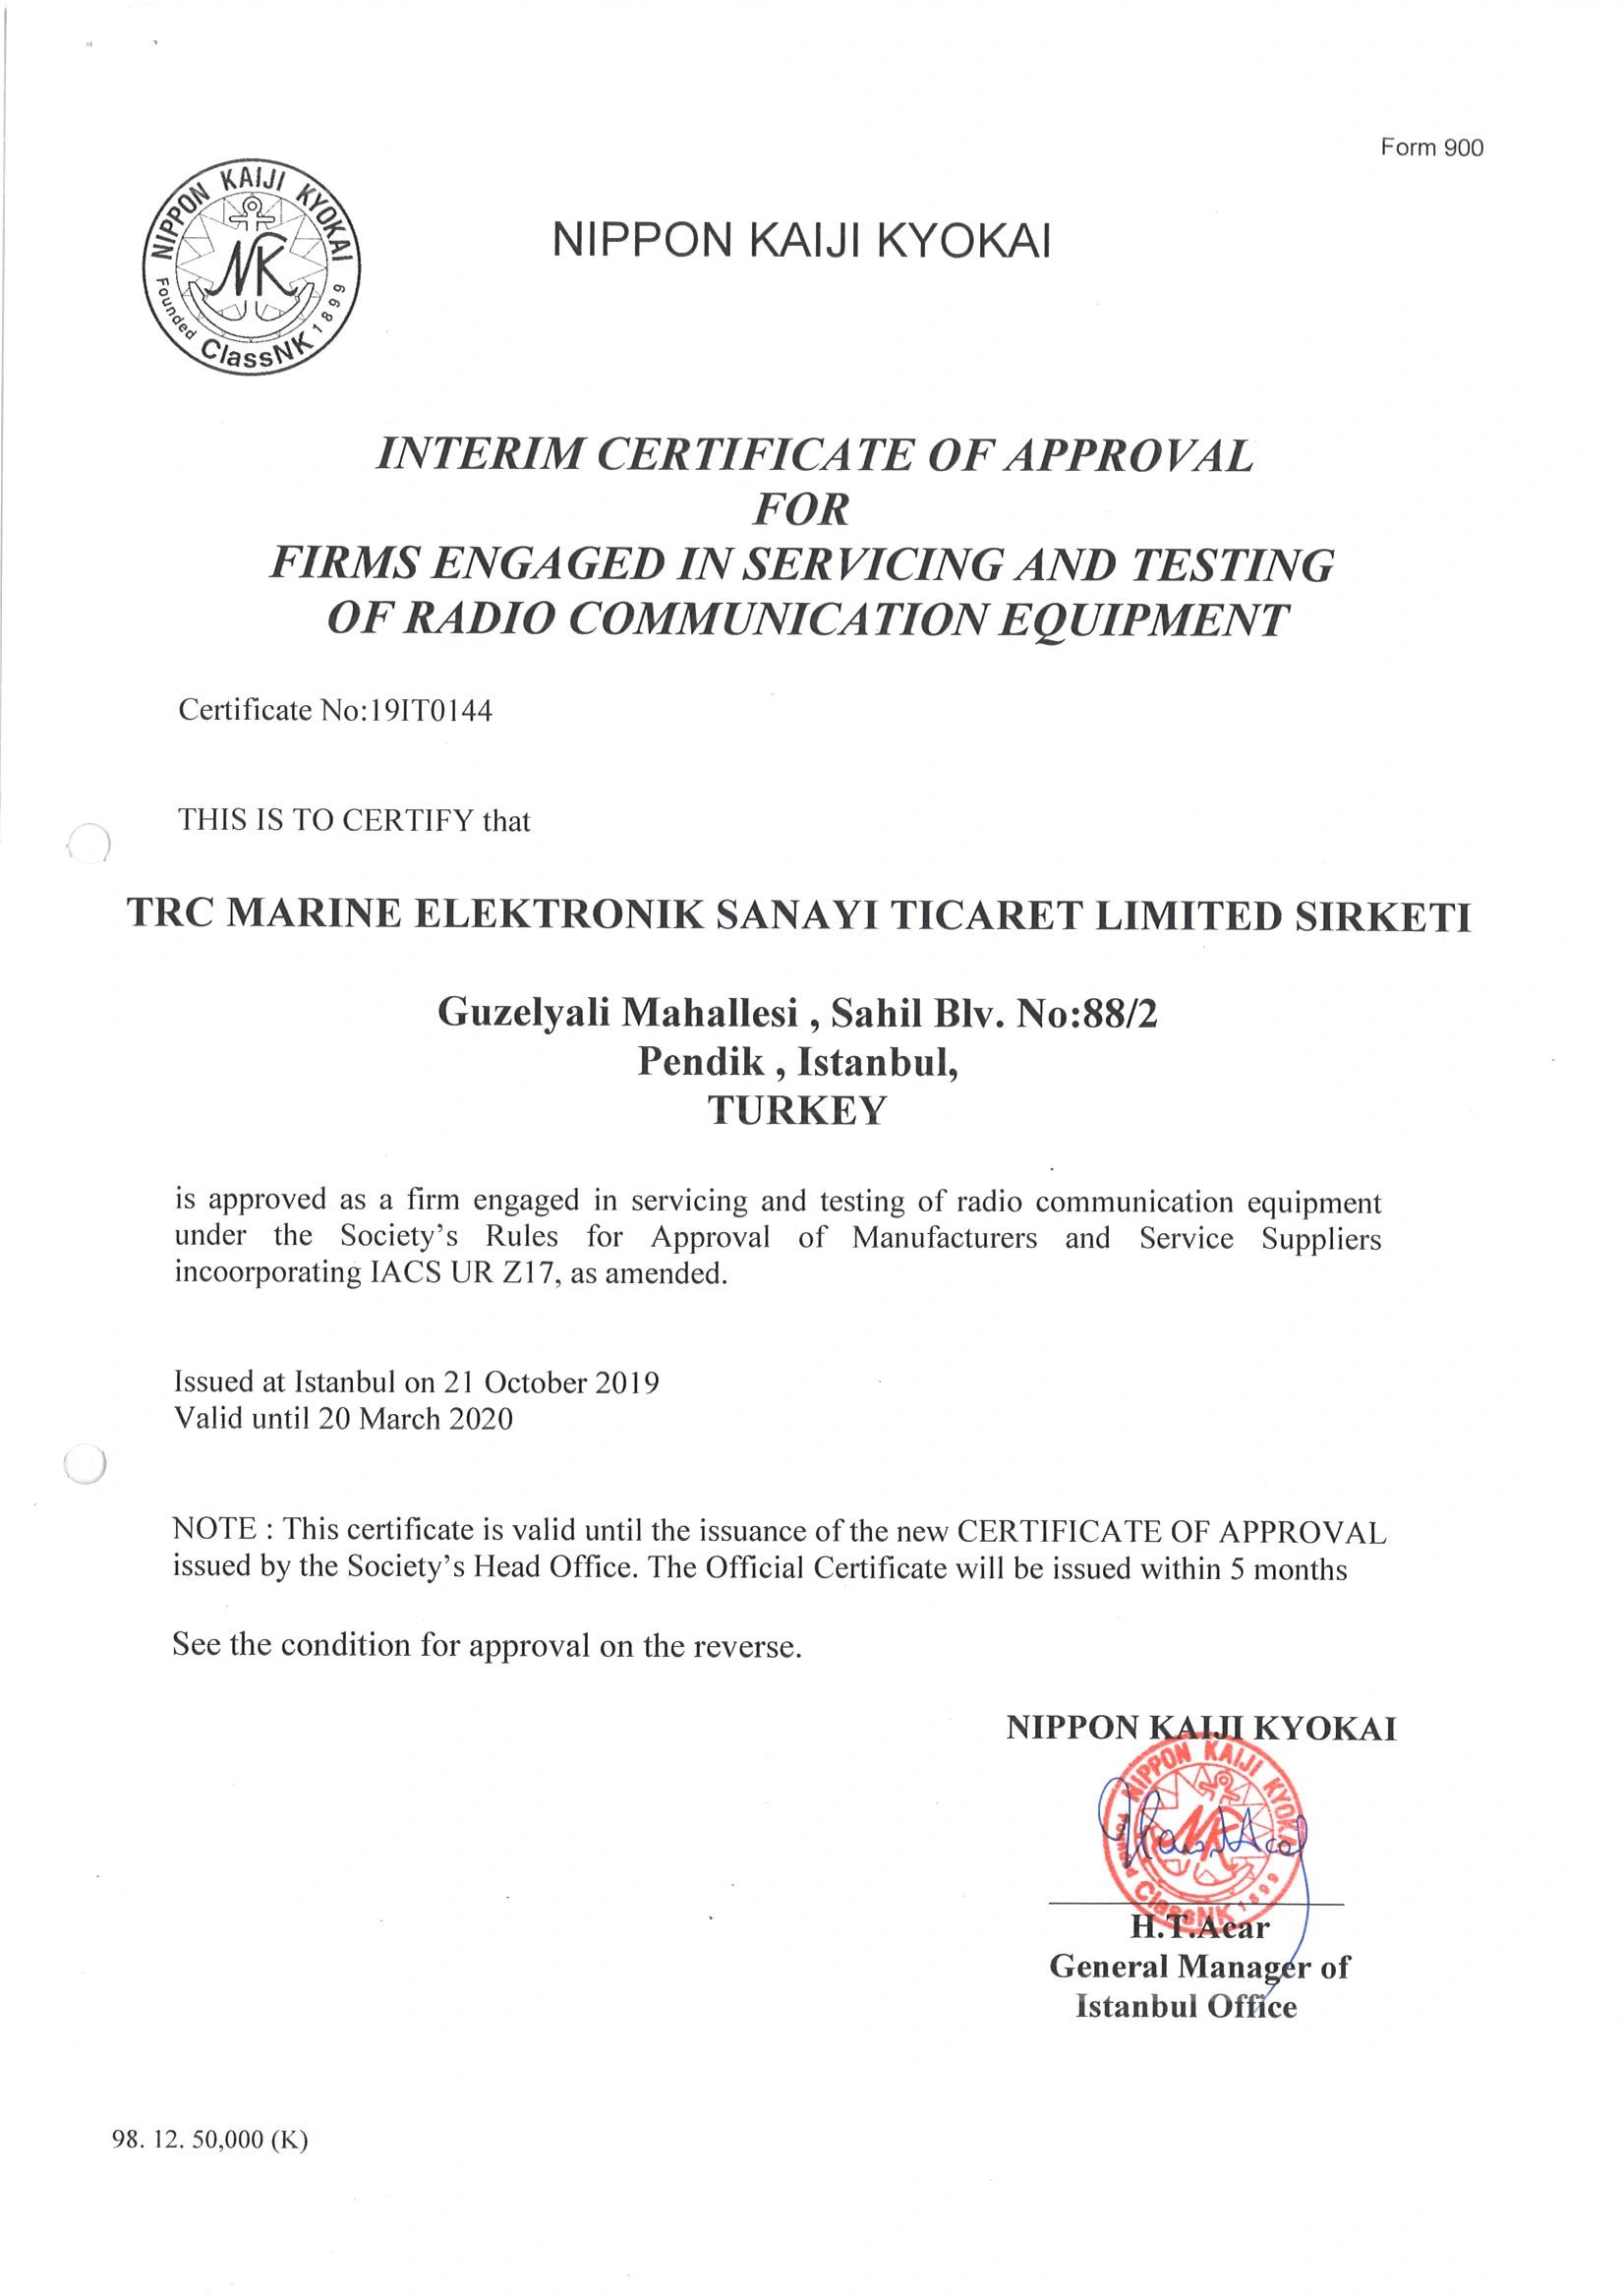 Form 900
NIPPON KAIJI KYOKAI
NK
Founded 1899
ClassNK
NIPPON KAIJI KYOKAI
INTERIM CERTIFICATE OF APPROVAL
FOR
FIRMS ENGAGED IN SERVICING AND TESTING
OF RADIO COMMUNICATION EQUIPMENT
Certificate No:19IT0144
THIS IS TO CERTIFY that
TRC MARINE ELEKTRONIK SANAYI TICARET LIMITED SIRKETI
Guzelyali Mahallesi , Sahil Blv. No:88/2
Pendik , Istanbul,
TURKEY
is approved as a firm engaged in servicing and testing of radio communication equipment
under the Society's Rules for Approval of Manufacturers and Service Suppliers
incoorporating IACS UR Z17, as amended.
Issued at Istanbul on 21 October 2019
Valid until 20 March 2020
NOTE : This certificate is valid until the issuance of the new CERTIFICATE OF APPROVAL
issued by the Society's Head Office. The Official Certificate will be issued within 5 months
See the condition for approval on the reverse.
NIPPON KAIJI KYOKAI
NIPPON KAIJI KYOKAI
NK
Founded 1899
ClassNK
H.T.Acar
General Manager of
Istanbul Office
98. 12. 50,000 (K)